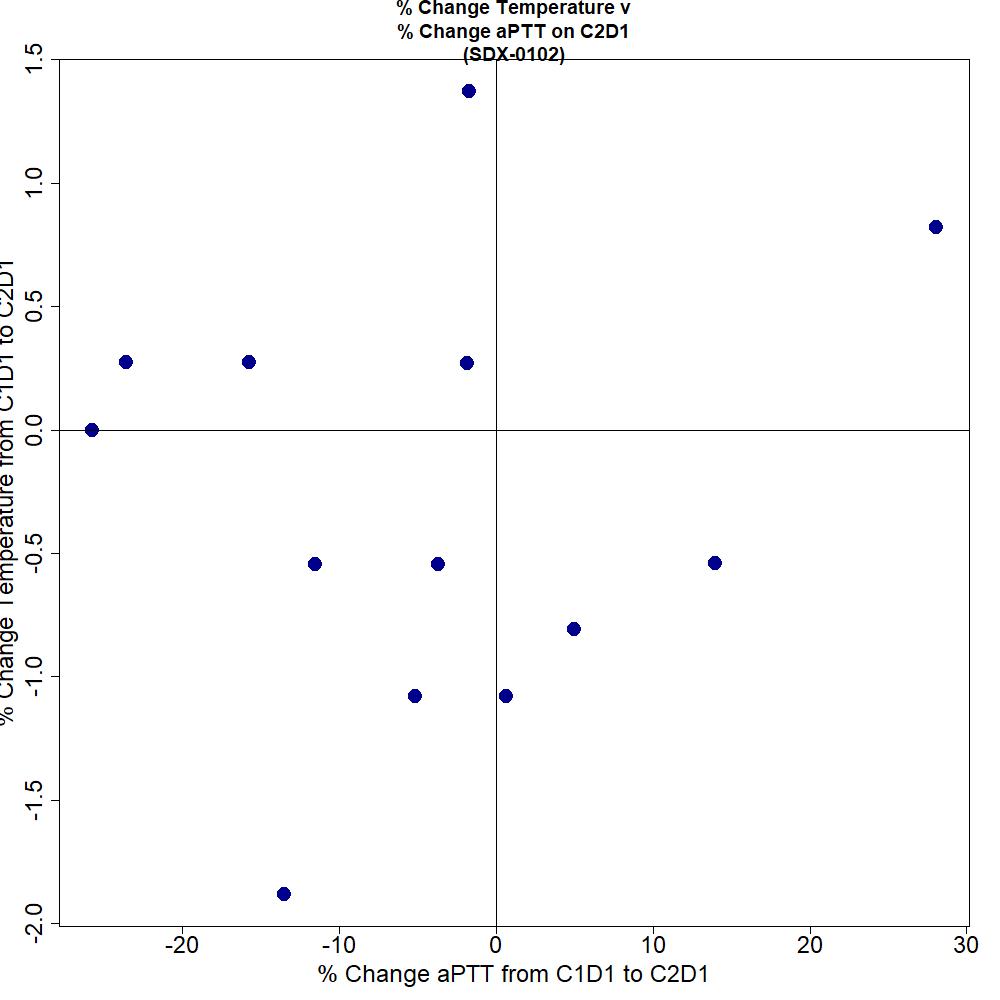 % Change Temperature v
% Change aPTT on C2D1
(SDX-0102)
% Change Temperature from C1D1 to C2D1
1.5
1.0
0.5
0.0
-0.5
-1.0
-1.5
-2.0
-20
-10
0
10
20
30
% Change aPTT from C1D1 to C2D1